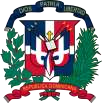 DIOS PATRIA LIBERTAD
REPUBLICA DOMINICANA